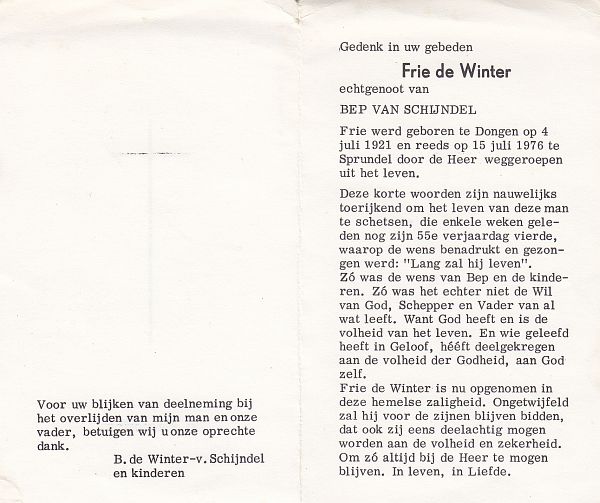 Voor uw blijken van deelneming bij
het overlijden van mijn man en onze
vader, betuigen wij u onze oprechte
dank.
B. de Winter-v. Schijndel
en kinderen
Gedenk in uw gebeden
Frie de Winter
echtgenoot van
BEP VAN SCHIJNDEL
Frie werd geboren te Dongen op 4
juli 1921 en reeds op 15 juli 1976 te
Sprundel door de Heer weggeroepen
uit het leven.
Deze korte woorden zijn nauwelijks
toerijkend om het leven van deze man
te schetsen, die enkele weken gele-
den nog zijn 55e verjaardag vierde,
waarop de wens benadrukt en gezon-
gen werd: "Lang zal hij leven".
Zó was de wens van Bep en de kinde-
ren. Zó was het echter niet de Wil
van God, Schepper en Vader van al
wat leeft. Want God heeft en is de
volheid van het leven. En wie geleefd
heeft in Geloof, hééft deelgekregen
aan de volheid der Godheid, aan God
zelf.
Frie de Winter is nu opgenomen in
deze hemelse zaligheid. Ongetwijfeld
zal hij voor de zijnen blijven bidden,
dat ook zij eens deelachtig mogen
worden aan de volheid en zekerheid.
Om zó altijd bij de Heer te mogen
blijven. In leven, in Liefde.